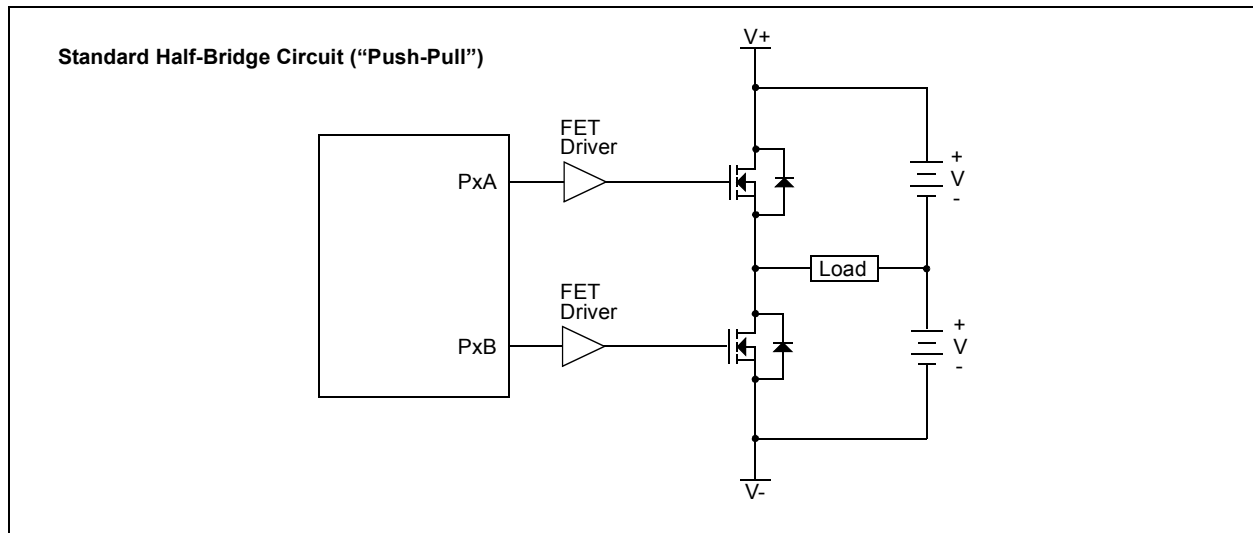 Standard Half-Bridge Circuit (“Push-Pull”)
V+
FET
Driver
PxA
+
V
-
Load
FET
Driver
PxB
+
V
-
V-